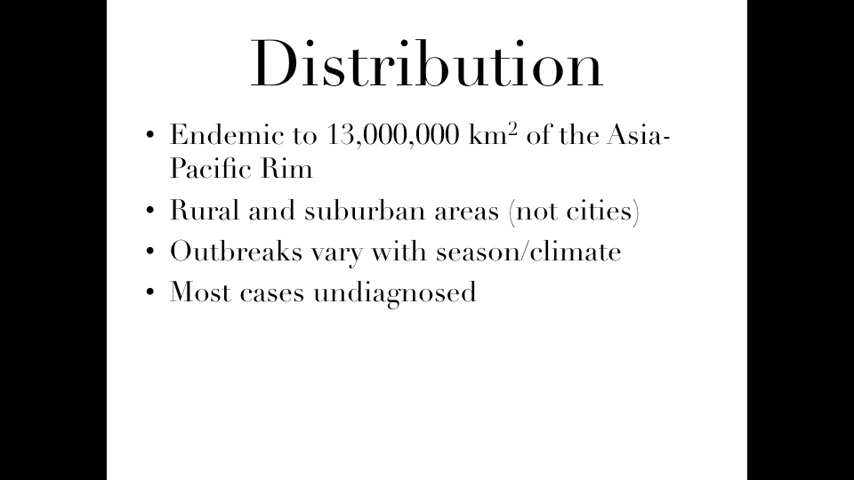 Distribution
• Endemic to 13,000,000 km² of the Asia-
Pacific Rim
• Rural and suburban areas (not cities)
• Outbreaks vary with season/climate
• Most cases undiagnosed